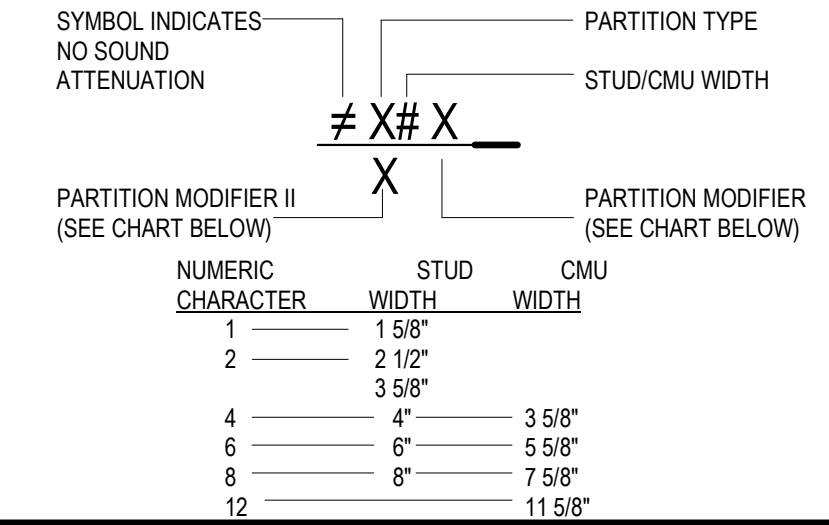 SYMBOL INDICATES PARTITION TYPE
NO SOUND
ATTENUATION STUD/CMU WIDTH
≠ X# X
X
PARTITION MODIFIER II PARTITION MODIFIER
(SEE CHART BELOW) (SEE CHART BELOW)
NUMERIC STUD CMU
CHARACTER WIDTH WIDTH
1 1 5/8"
2 2 1/2"
3 5/8"
4 4" 3 5/8"
6 6" 5 5/8"
8 8" 7 5/8"
12 11 5/8"